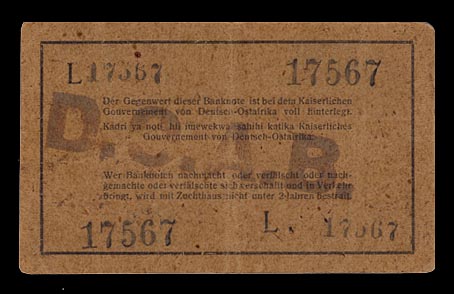 L 17567 17567
Der Gegenwert dieser Banknote ist bei dem Kaiserlichen
Gouvernement von Deutsch-Ostafrika voll hinterlegt.
Kadri ya noti hii imewekwa sahihi katika Kaiserliches
Gouvernement von Deutsch-Ostafrika.
Wer Banknoten nachmacht oder verfälscht oder nach-
gemachte oder verfälschte sich verschafft und in Verkehr
bringt, wird mit Zuchthaus nicht unter 2 Jahren bestraft.
17567 L. 17567